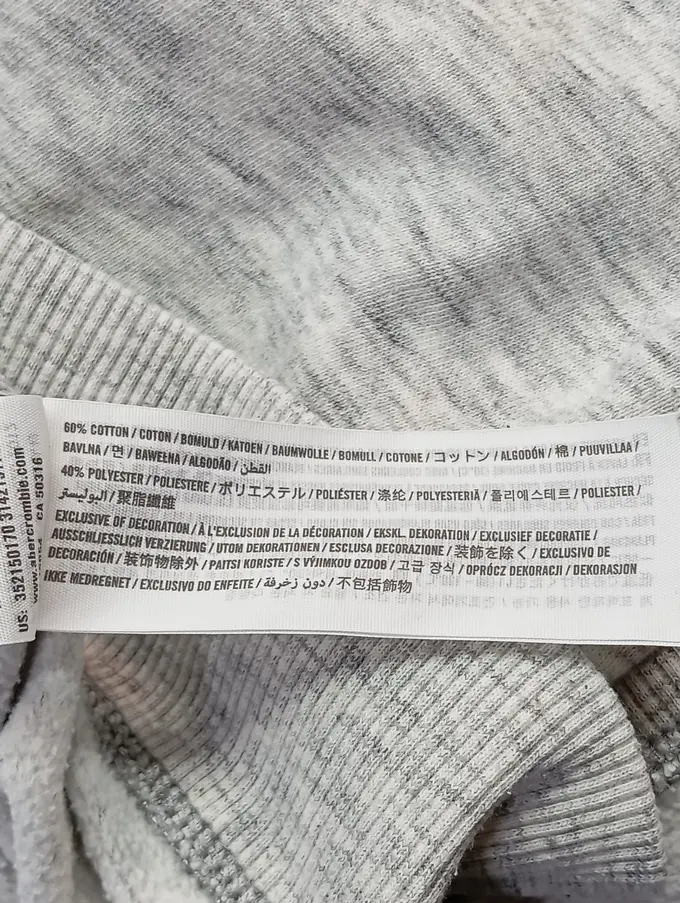 60% COTTON / COTON / BOMULD / KATOEN / BAUMWOLLE / BOMULL / COTONE / コットン / ALGODÓN / 棉 / PUUVILLAA /
BAVLNA / 면 / BAWEŁNA / ALGODÃO / القطن
40% POLYESTER / POLIESTERE / ポリエステル / POLIÉSTER / 涤纶 / POLYESTERIÄ / 폴리에스테르 / POLIESTER /
البوليستر / 聚脂纖維
EXCLUSIVE OF DECORATION / À L'EXCLUSION DE LA DÉCORATION / EKSKL. DEKORATION / EXCLUSIEF DECORATIE /
AUSSCHLIESSLICH VERZIERUNG / UTOM DEKORATIONEN / ESCLUSA DECORAZIONE / 装飾を除く / EXCLUSIVO DE
DECORACIÓN / 装饰物除外 / PAITSI KORISTE / S VÝJIMKOU OZDOB / 고급 장식 / OPRÓCZ DEKORACJI / DEKORASJON
IKKE MEDREGNET / EXCLUSIVO DO ENFEITE / دون زخرفة / 不包括飾物
US: 352150170
www.abercrombie.com
CA 50316